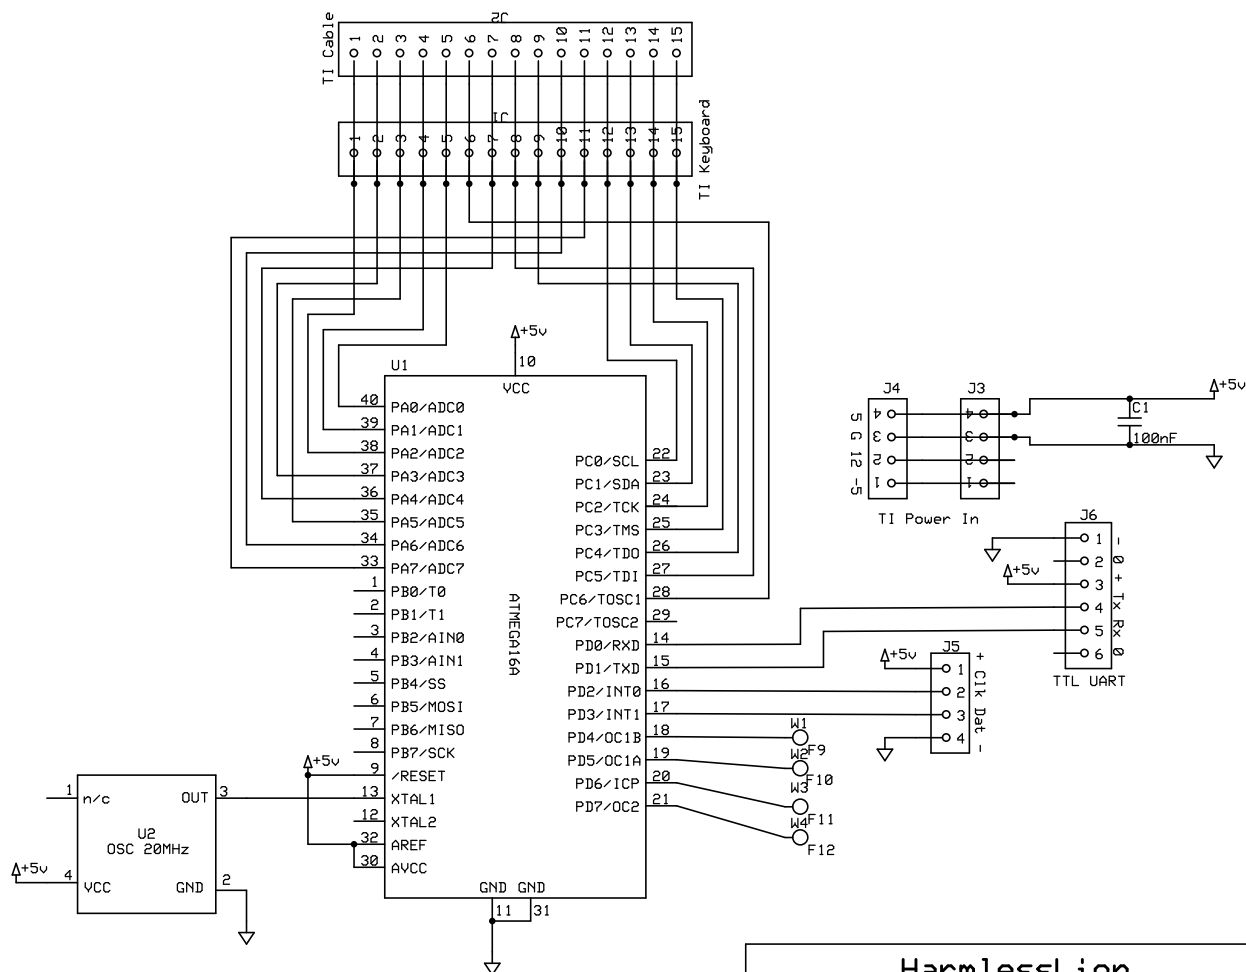 J2
TI Cable
1 2 3 4 5 6 7 8 9 10 11 12 13 14 15
J1
1 2 3 4 5 6 7 8 9 10 11 12 13 14 15
TI Keyboard
+5v
U1
10
VCC
40 PA0/ADC0
39 PA1/ADC1
38 PA2/ADC2
37 PA3/ADC3
36 PA4/ADC4
35 PA5/ADC5
34 PA6/ADC6
33 PA7/ADC7
1 PB0/T0
2 PB1/T1
3 PB2/AIN0
4 PB3/AIN1
5 PB4/SS
6 PB5/MOSI
7 PB6/MISO
8 PB7/SCK
9 /RESET
13 XTAL1
12 XTAL2
32 AREF
30 AVCC
ATMEGA16A
PC0/SCL 22
PC1/SDA 23
PC2/TCK 24
PC3/TMS 25
PC4/TDO 26
PC5/TDI 27
PC6/TOSC1 28
PC7/TOSC2 29
PD0/RXD 14
PD1/TXD 15
PD2/INT0 16
PD3/INT1 17
PD4/OC1B 18
PD5/OC1A 19
PD6/ICP 20
PD7/OC2 21
GND GND
11 31
+5v
1 n/c
OUT 3
U2
OSC 20MHz
+5v
4 VCC
GND 2
W1
F9
W2
F10
W3
F11
W4
F12
J4 J3
5 G 12 -5
4 3 2 1
4 3 2 1
TI Power In
C1
100nF
+5v
J6
1 -
2 0
3 +
4 Tx
5 Rx
6 0
+5v
TTL UART
J5
+5v
1 +
2 Clk
3 Dat
4 -
HarmlessLion